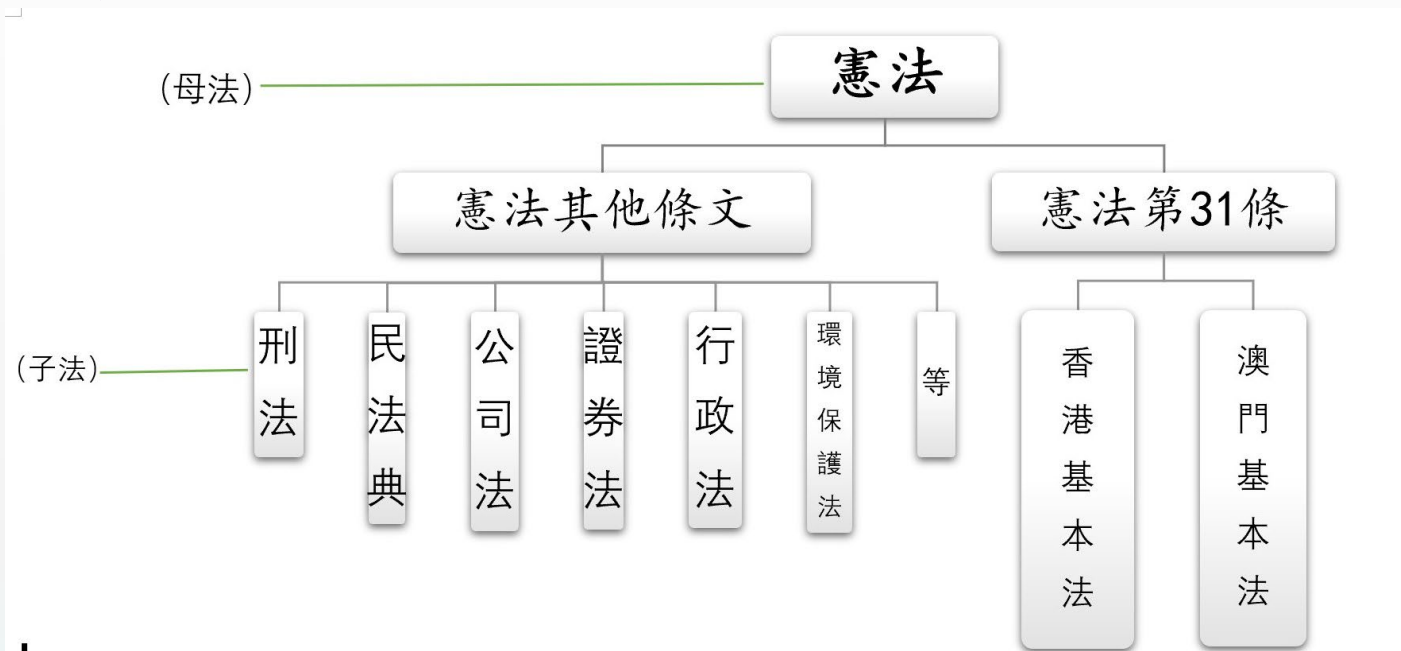 憲法
(母法)
憲法其他條文
憲法第31條
(子法)
刑法
民法典
公司法
證券法
行政法
環境保護法
等
香港基本法
澳門基本法